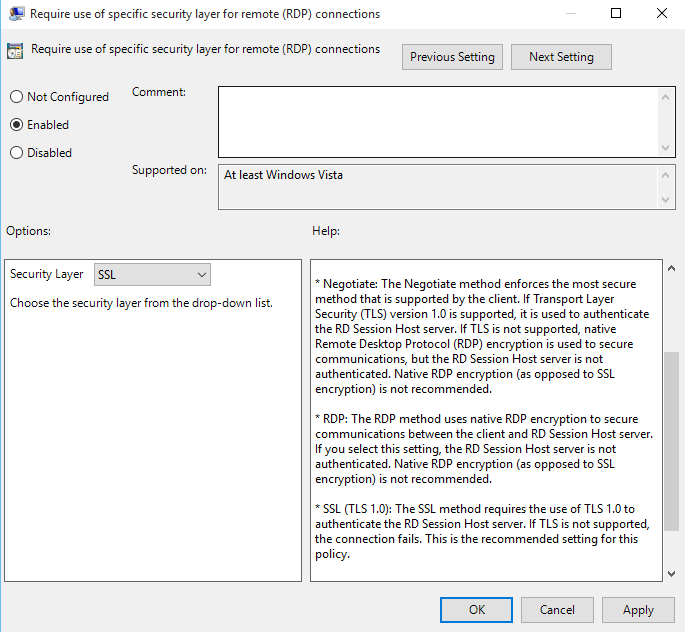 Require use of specific security layer for remote (RDP) connections
Require use of specific security layer for remote (RDP) connections
Previous Setting
Next Setting
Not Configured
Comment:
Enabled
Disabled
Supported on:
At least Windows Vista
Options:
Help:
Security Layer
SSL
Choose the security layer from the drop-down list.
* Negotiate: The Negotiate method enforces the most secure
method that is supported by the client. If Transport Layer
Security (TLS) version 1.0 is supported, it is used to authenticate
the RD Session Host server. If TLS is not supported, native
Remote Desktop Protocol (RDP) encryption is used to secure
communications, but the RD Session Host server is not
authenticated. Native RDP encryption (as opposed to SSL
encryption) is not recommended.
* RDP: The RDP method uses native RDP encryption to secure
communications between the client and RD Session Host server.
If you select this setting, the RD Session Host server is not
authenticated. Native RDP encryption (as opposed to SSL
encryption) is not recommended.
* SSL (TLS 1.0): The SSL method requires the use of TLS 1.0 to
authenticate the RD Session Host server. If TLS is not supported,
the connection fails. This is the recommended setting for this
policy.
OK
Cancel
Apply